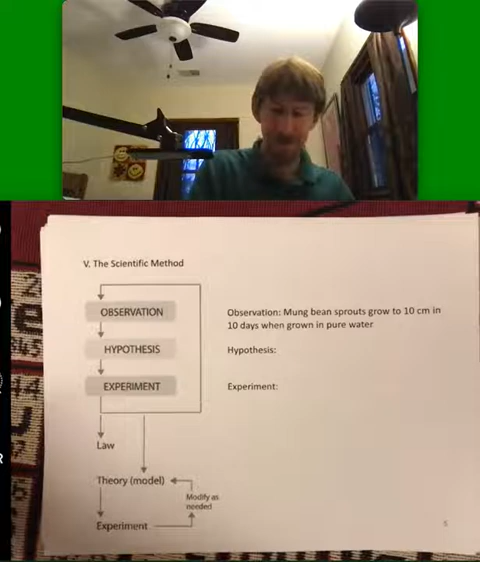 V. The Scientific Method
OBSERVATION
Observation: Mung bean sprouts grow to 10 cm in
10 days when grown in pure water
HYPOTHESIS
Hypothesis:
EXPERIMENT
Experiment:
Law
Theory (model)
Modify as
needed
Experiment
5